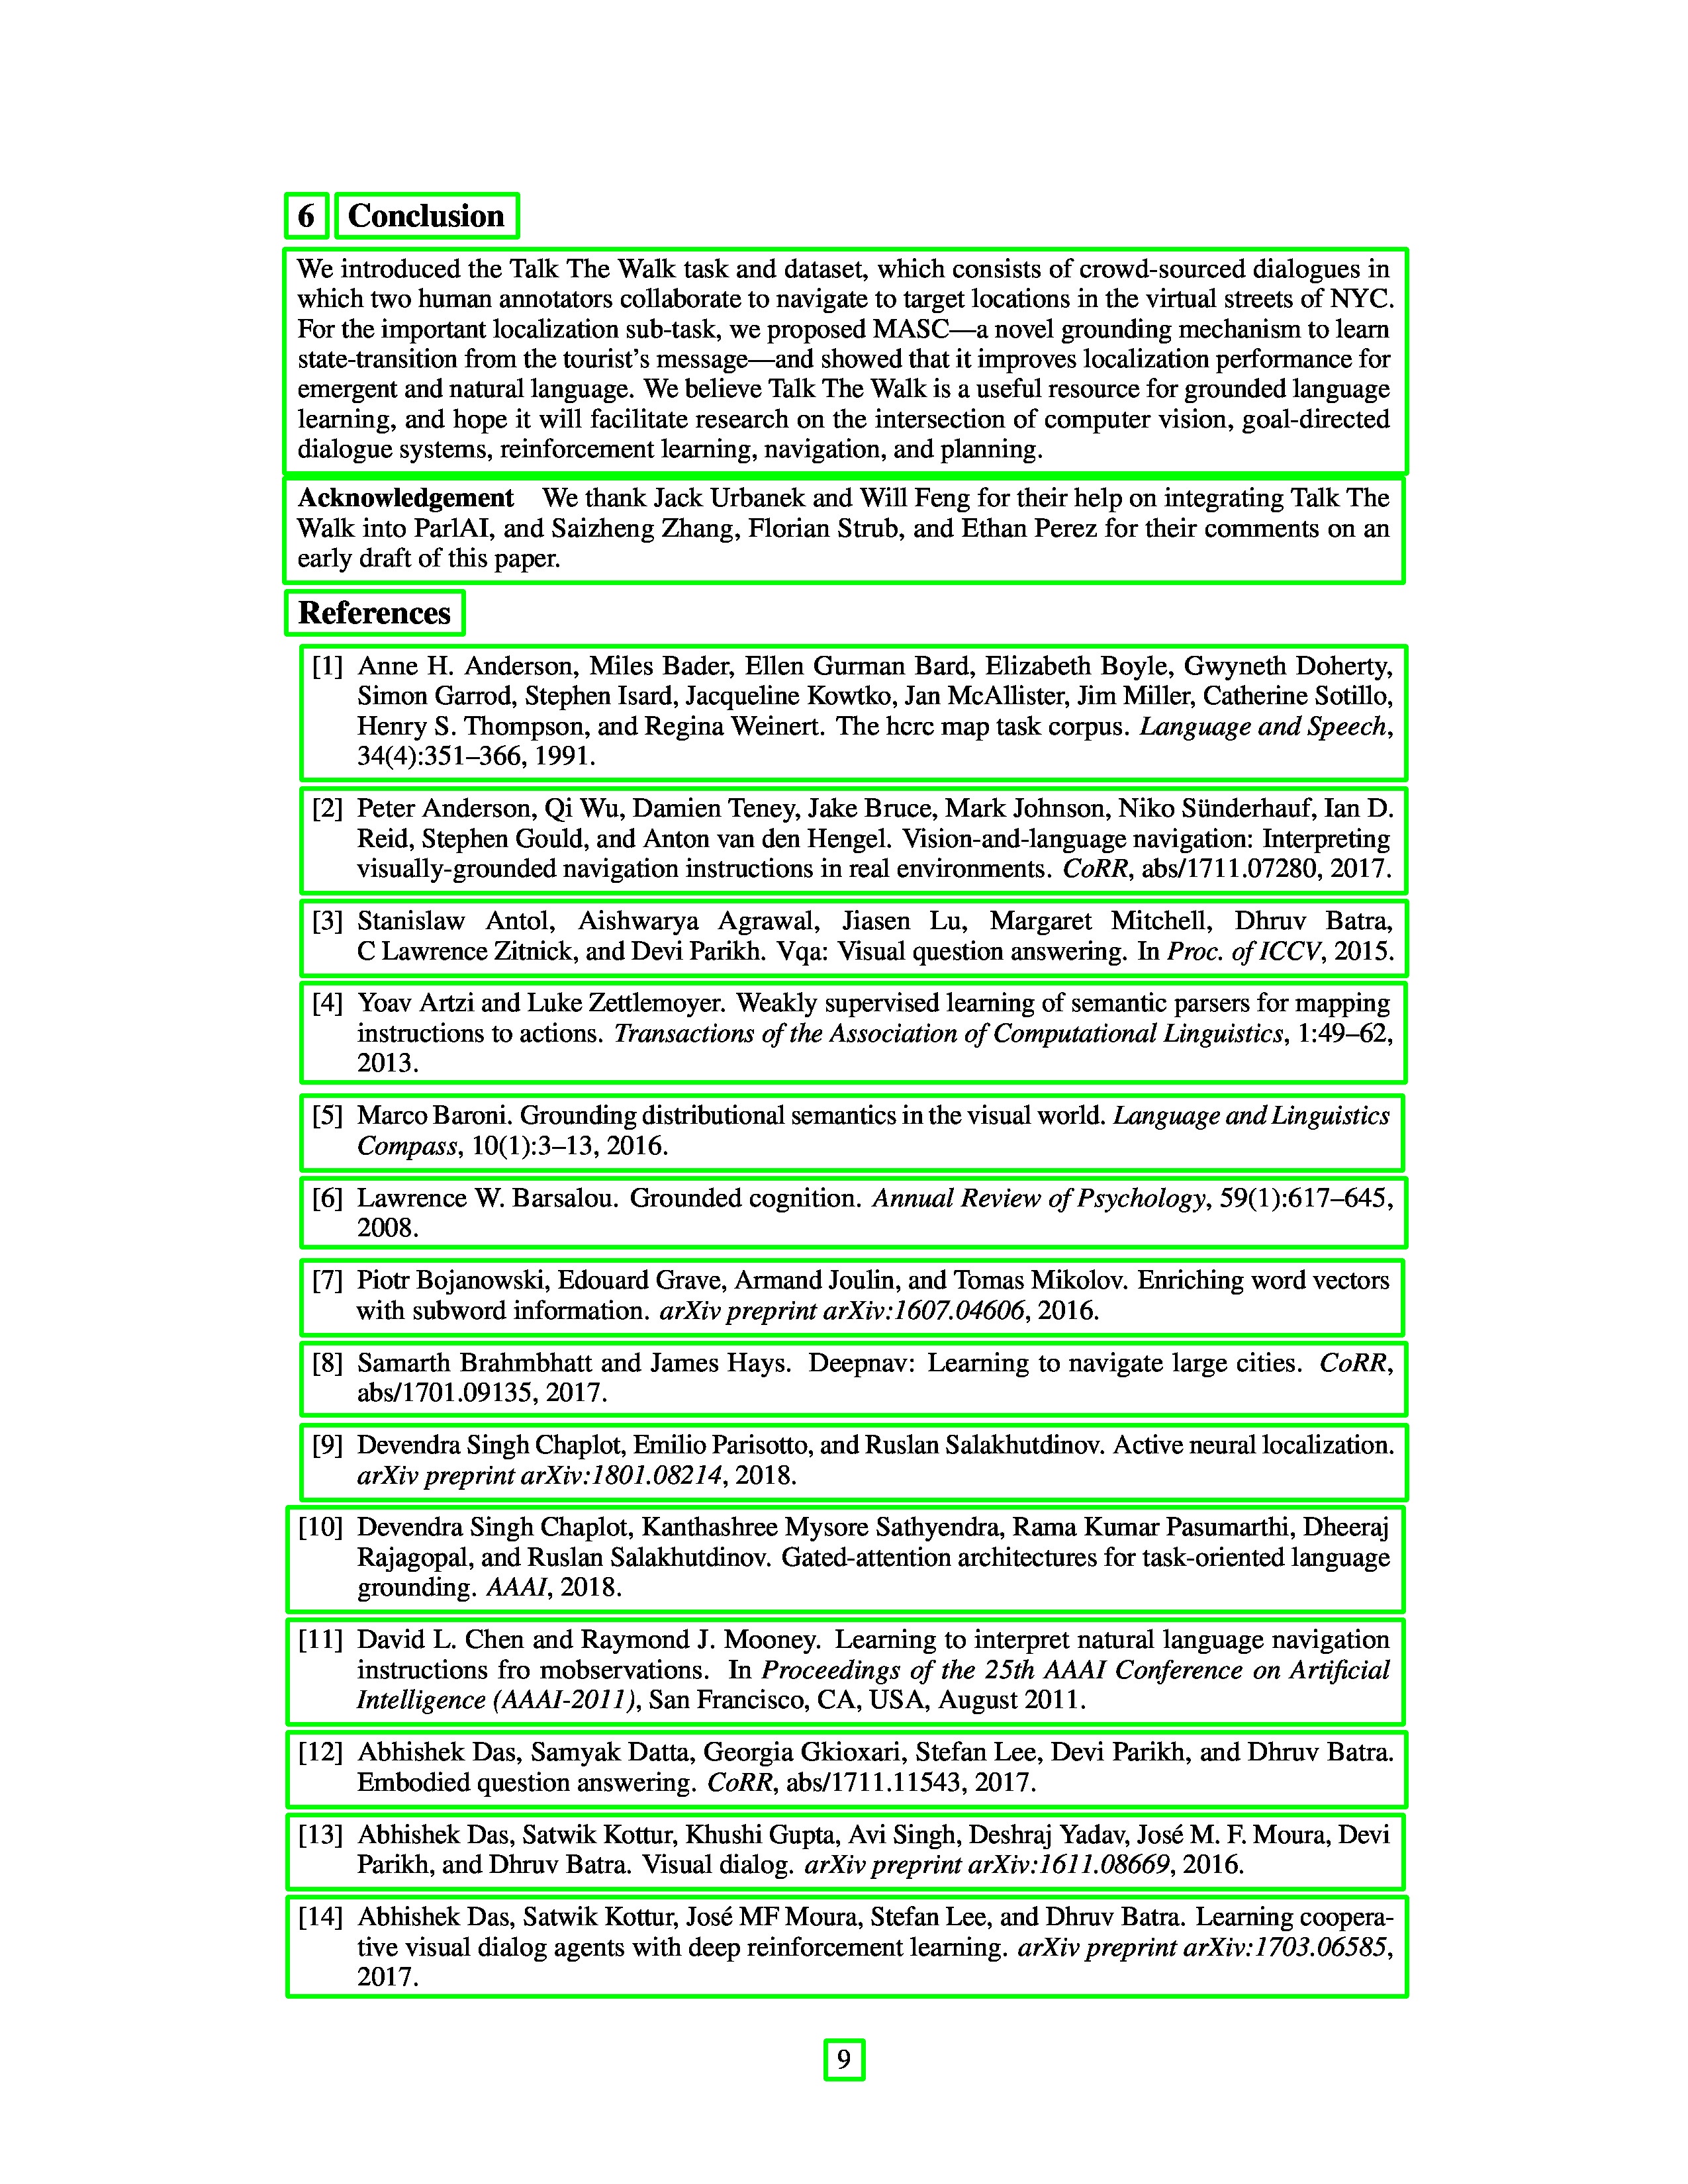 6 Conclusion
We introduced the Talk The Walk task and dataset, which consists of crowd-sourced dialogues in
which two human annotators collaborate to navigate to target locations in the virtual streets of NYC.
For the important localization sub-task, we proposed MASC—a novel grounding mechanism to learn
state-transition from the tourist's message—and showed that it improves localization performance for
emergent and natural language. We believe Talk The Walk is a useful resource for grounded language
learning, and hope it will facilitate research on the intersection of computer vision, goal-directed
dialogue systems, reinforcement learning, navigation, and planning.
Acknowledgement We thank Jack Urbanek and Will Feng for their help on integrating Talk The
Walk into ParlAI, and Saizheng Zhang, Florian Strub, and Ethan Perez for their comments on an
early draft of this paper.
References
[1] Anne H. Anderson, Miles Bader, Ellen Gurman Bard, Elizabeth Boyle, Gwyneth Doherty,
Simon Garrod, Stephen Isard, Jacqueline Kowtko, Jan McAllister, Jim Miller, Catherine Sotillo,
Henry S. Thompson, and Regina Weinert. The hcrc map task corpus. Language and Speech,
34(4):351–366, 1991.
[2] Peter Anderson, Qi Wu, Damien Teney, Jake Bruce, Mark Johnson, Niko Sünderhauf, Ian D.
Reid, Stephen Gould, and Anton van den Hengel. Vision-and-language navigation: Interpreting
visually-grounded navigation instructions in real environments. CoRR, abs/1711.07280, 2017.
[3] Stanislaw Antol, Aishwarya Agrawal, Jiasen Lu, Margaret Mitchell, Dhruv Batra,
C Lawrence Zitnick, and Devi Parikh. Vqa: Visual question answering. In Proc. of ICCV, 2015.
[4] Yoav Artzi and Luke Zettlemoyer. Weakly supervised learning of semantic parsers for mapping
instructions to actions. Transactions of the Association of Computational Linguistics, 1:49–62,
2013.
[5] Marco Baroni. Grounding distributional semantics in the visual world. Language and Linguistics
Compass, 10(1):3–13, 2016.
[6] Lawrence W. Barsalou. Grounded cognition. Annual Review of Psychology, 59(1):617–645,
2008.
[7] Piotr Bojanowski, Edouard Grave, Armand Joulin, and Tomas Mikolov. Enriching word vectors
with subword information. arXiv preprint arXiv:1607.04606, 2016.
[8] Samarth Brahmbhatt and James Hays. Deepnav: Learning to navigate large cities. CoRR,
abs/1701.09135, 2017.
[9] Devendra Singh Chaplot, Emilio Parisotto, and Ruslan Salakhutdinov. Active neural localization.
arXiv preprint arXiv:1801.08214, 2018.
[10] Devendra Singh Chaplot, Kanthashree Mysore Sathyendra, Rama Kumar Pasumarthi, Dheeraj
Rajagopal, and Ruslan Salakhutdinov. Gated-attention architectures for task-oriented language
grounding. AAAI, 2018.
[11] David L. Chen and Raymond J. Mooney. Learning to interpret natural language navigation
instructions fro mobservations. In Proceedings of the 25th AAAI Conference on Artificial
Intelligence (AAAI-2011), San Francisco, CA, USA, August 2011.
[12] Abhishek Das, Samyak Datta, Georgia Gkioxari, Stefan Lee, Devi Parikh, and Dhruv Batra.
Embodied question answering. CoRR, abs/1711.11543, 2017.
[13] Abhishek Das, Satwik Kottur, Khushi Gupta, Avi Singh, Deshraj Yadav, José M. F. Moura, Devi
Parikh, and Dhruv Batra. Visual dialog. arXiv preprint arXiv:1611.08669, 2016.
[14] Abhishek Das, Satwik Kottur, José MF Moura, Stefan Lee, and Dhruv Batra. Learning coopera-
tive visual dialog agents with deep reinforcement learning. arXiv preprint arXiv:1703.06585,
2017.
9